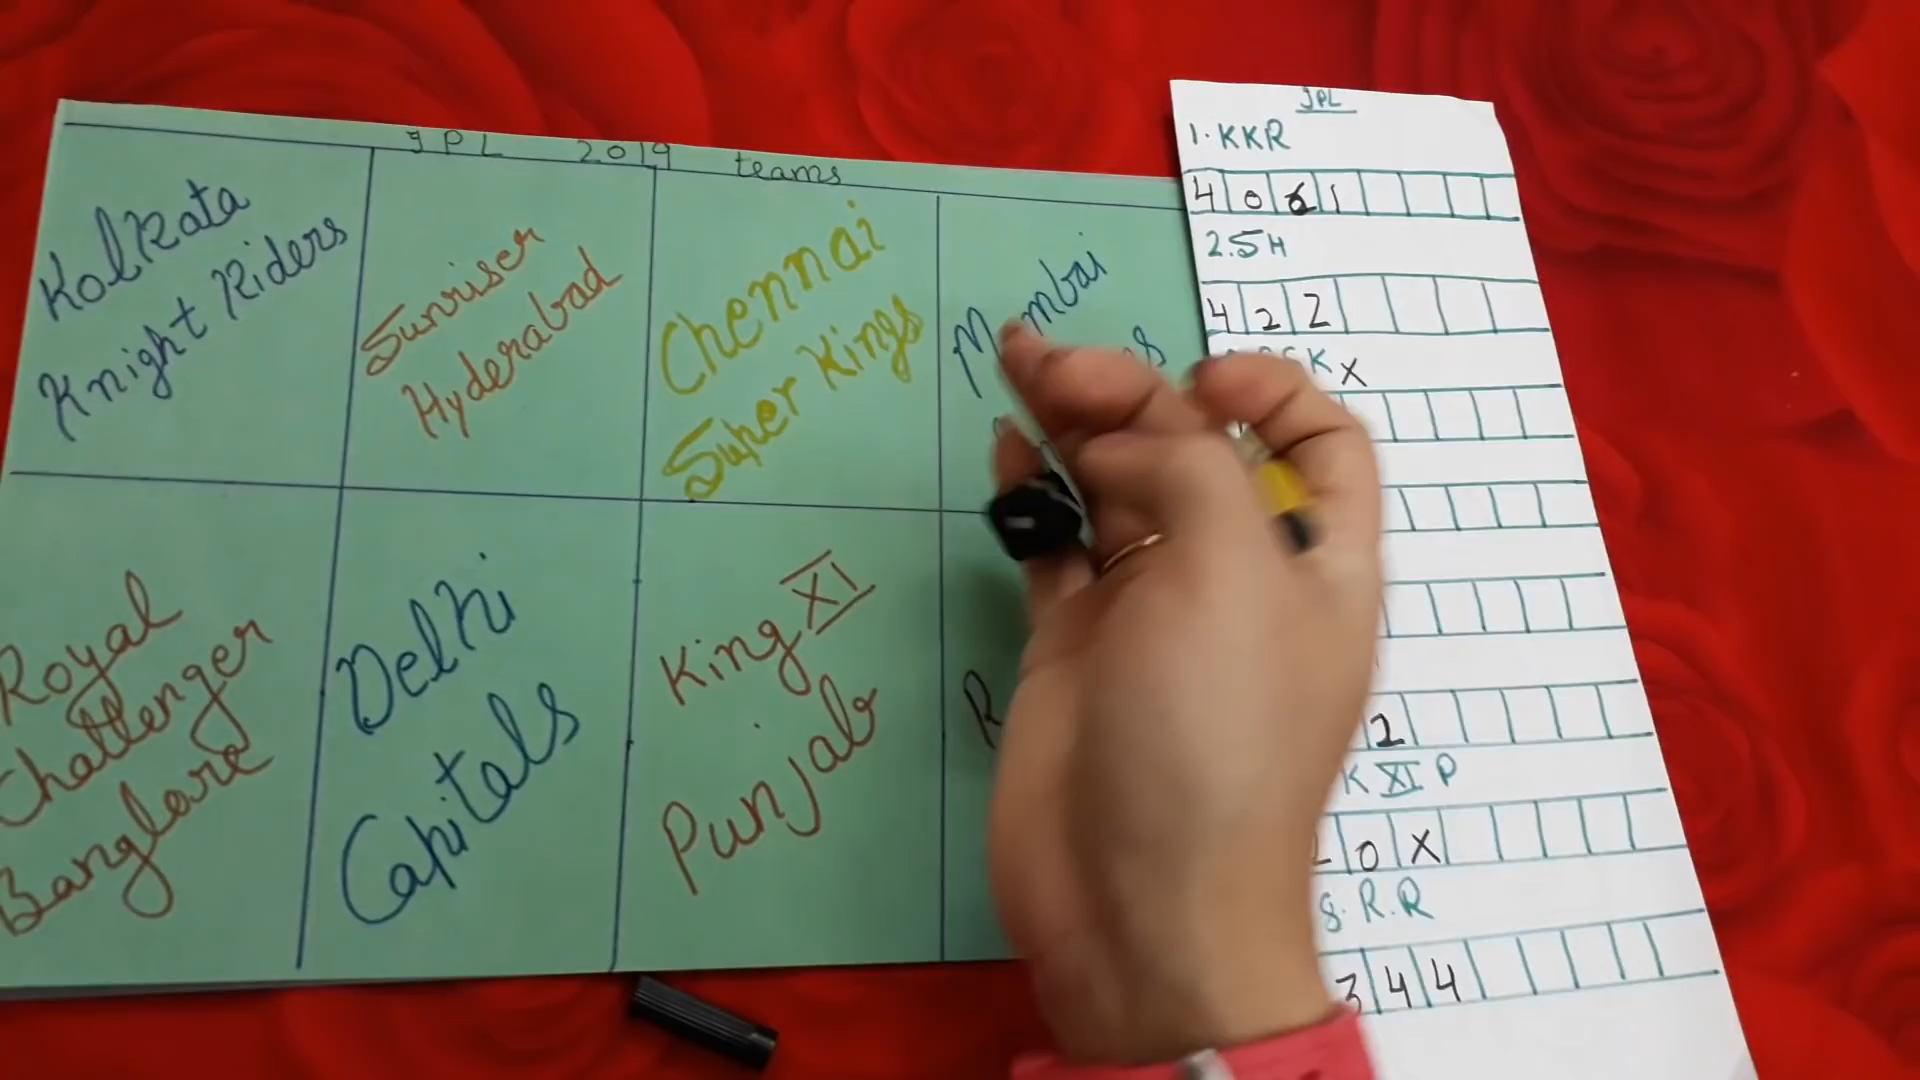 IPL 2019 teams
Kolkata
Knight Riders
Sunriser
Hyderabad
Chennai
Super Kings
Mumbai
Royal
Challenger
Banglore
Delhi
Capitals
King XI
Punjab
IPL
1. KKR
4 0 6 1
2. SH
4 2 2
K X
2
K XI P
0 X
8. R.R
3 4 4